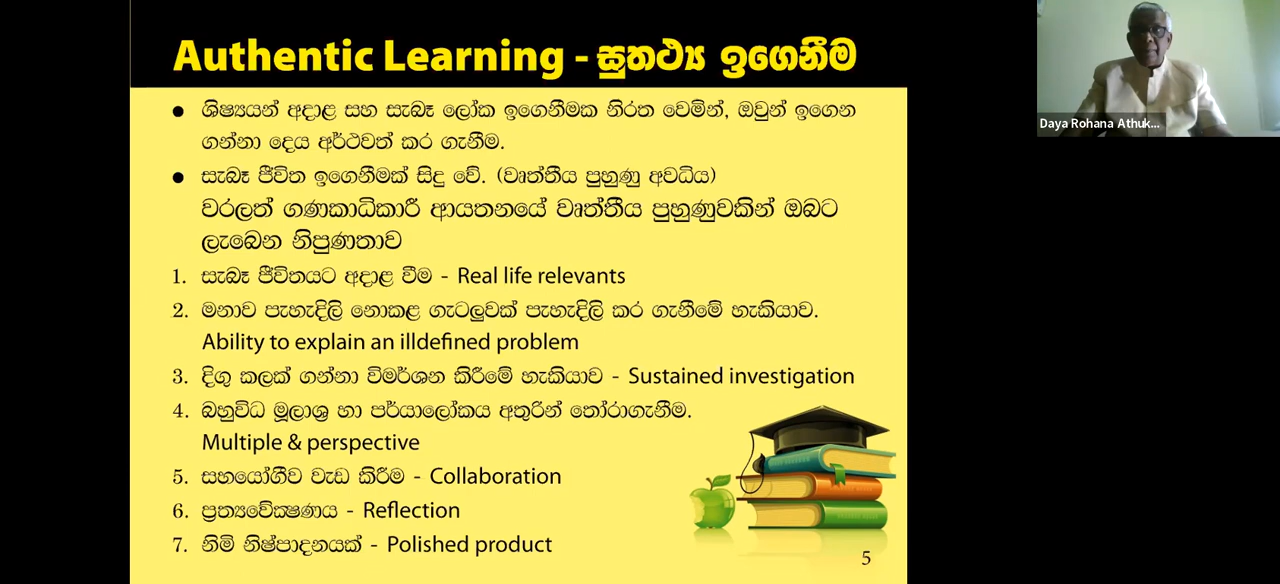 Authentic Learning - සුතථ්‍ය ඉගෙනීම
● ශිෂ්‍යයන් අදාළ සහ සැබෑ ලෝක ඉගෙනීමක නිරත වෙමින්, ඔවුන් ඉගෙන
ගන්නා දෙය අර්ථවත් කර ගැනීම.
● සැබෑ ජීවිත ඉගෙනීමක් සිදු වේ. (වෘත්තීය පුහුණු අවධිය)
වරලත් ගණකාධිකාරී ආයතනයේ වෘත්තීය පුහුණුවකින් ඔබට
ලැබෙන නිපුණතාව
1. සැබෑ ජීවිතයට අදාළ වීම - Real life relevants
2. මනාව පැහැදිලි නොකළ ගැටලුවක් පැහැදිලි කර ගැනීමේ හැකියාව.
Ability to explain an illdefined problem
3. දිගු කලක් ගන්නා විමර්ශන කිරීමේ හැකියාව - Sustained investigation
4. බහුවිධ මූලාශ්‍ර හා පර්යාලෝකය අතුරින් තෝරාගැනීම.
Multiple & perspective
5. සහයෝගීව වැඩ කිරීම - Collaboration
6. ප්‍රත්‍යවේක්ෂණය - Reflection
7. නිමි නිෂ්පාදනයක් - Polished product
5
Daya Rohana Athuk...